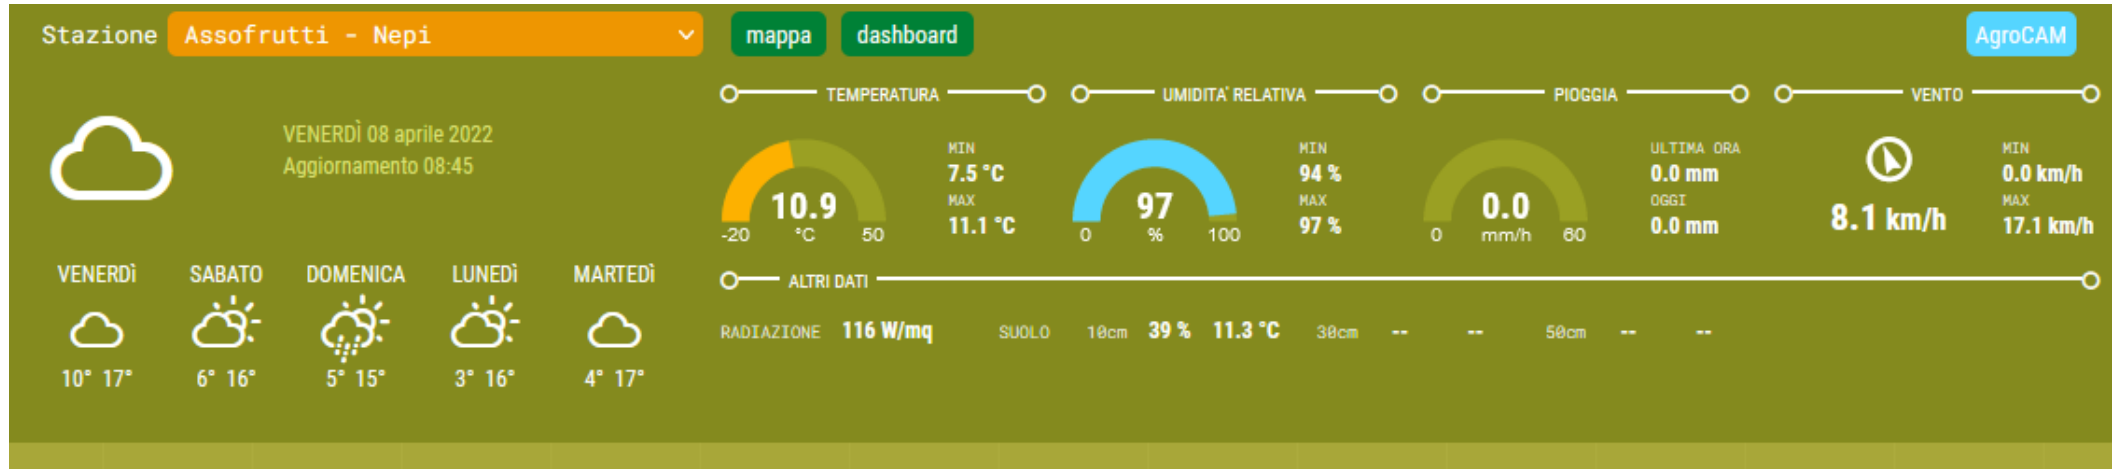 Stazione Assofrutti - Nepi mappa dashboard AgroCAM
VENERDÌ 08 aprile 2022
Aggiornamento 08:45
VENERDÌ SABATO DOMENICA LUNEDÌ MARTEDÌ
10° 17° 6° 16° 5° 15° 3° 16° 4° 17°
TEMPERATURA
10.9
-20 °C 50
MIN
7.5 °C
MAX
11.1 °C
UMIDITA' RELATIVA
97
0 % 100
MIN
94 %
MAX
97 %
PIOGGIA
0.0
0 mm/h 60
ULTIMA ORA
0.0 mm
OGGI
0.0 mm
VENTO
8.1 km/h
MIN
0.0 km/h
MAX
17.1 km/h
ALTRI DATI
RADIAZIONE 116 W/mq SUOLO 10cm 39 % 11.3 °C 30cm -- -- 50cm -- --